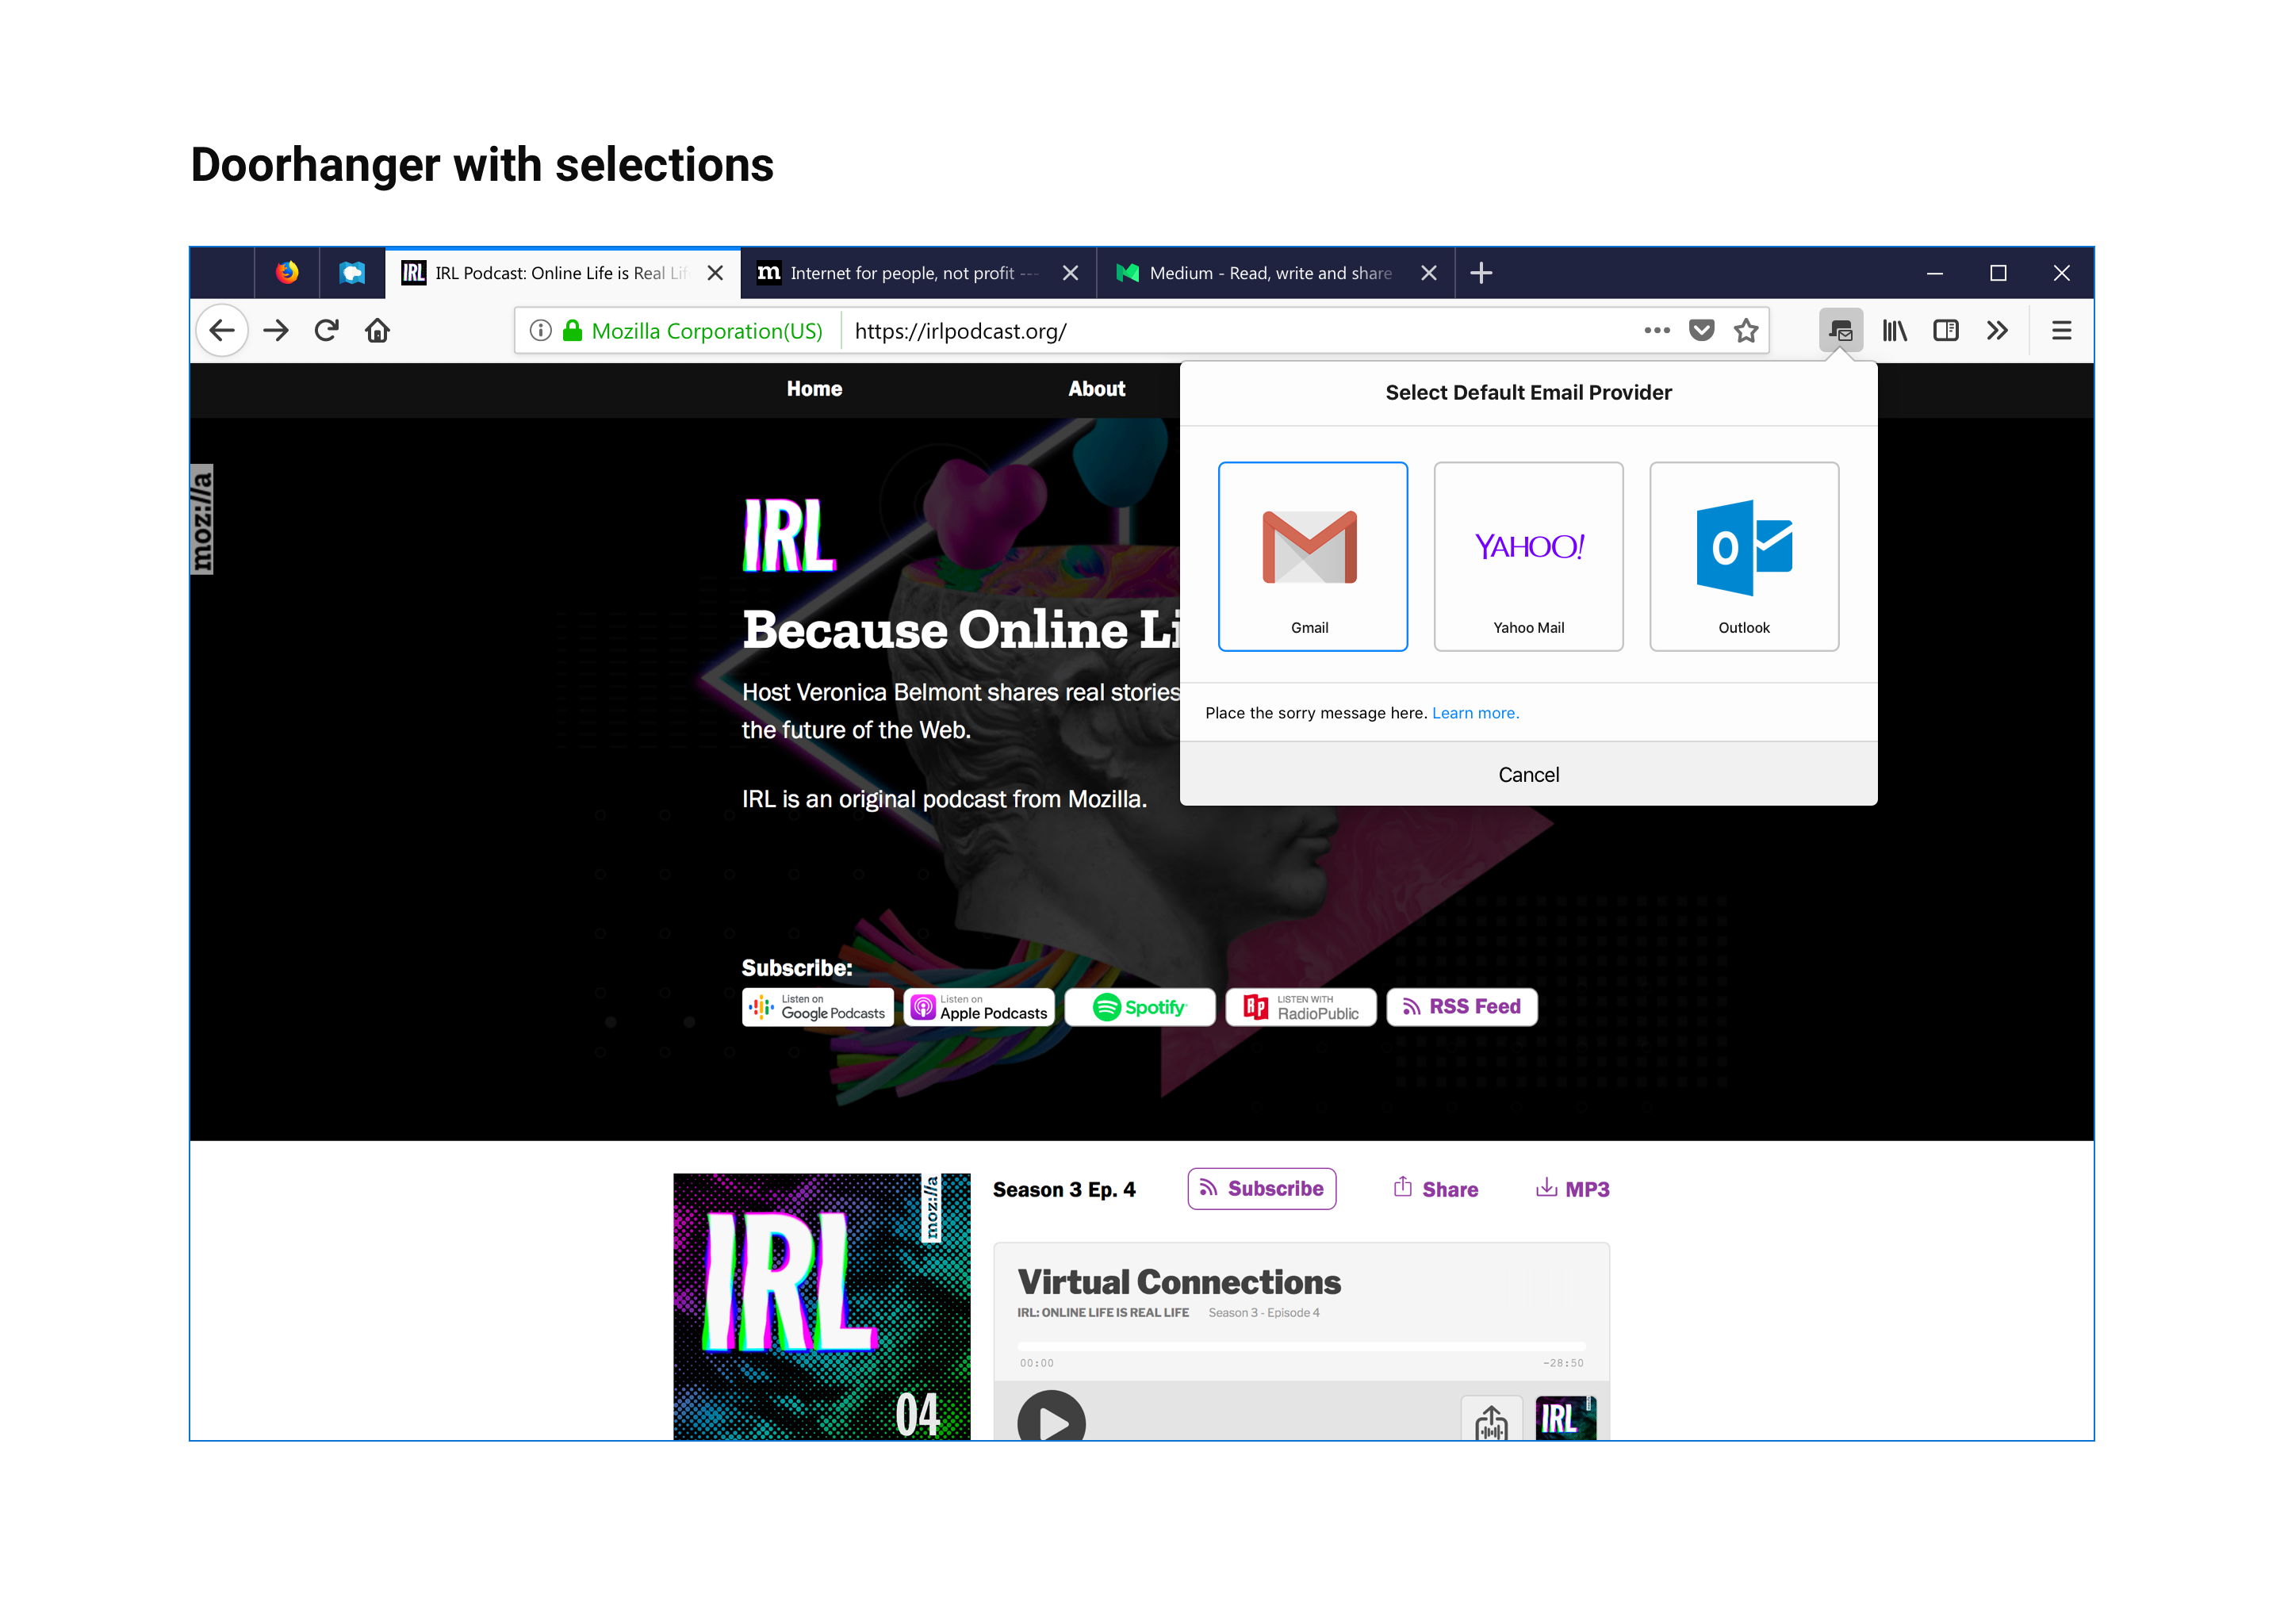 Doorhanger with selections
IRL IRL Podcast: Online Life is Real Lif
m Internet for people, not profit ---
Medium - Read, write and share
Mozilla Corporation(US)
https://irlpodcast.org/
Home
About
Select Default Email Provider
moz://a
IRL
YAHOO!
Gmail
Yahoo Mail
Outlook
Because Online Li
Host Veronica Belmont shares real stories
the future of the Web.
Place the sorry message here. Learn more.
Cancel
IRL is an original podcast from Mozilla.
Subscribe:
Listen on
Google Podcasts
Listen on
Apple Podcasts
Spotify
Rp
LISTEN WITH
RadioPublic
RSS Feed
moz://a
IRL
04
Season 3 Ep. 4
Subscribe
Share
MP3
Virtual Connections
IRL: ONLINE LIFE IS REAL LIFE
Season 3 - Episode 4
00:00
-28:50
IRL